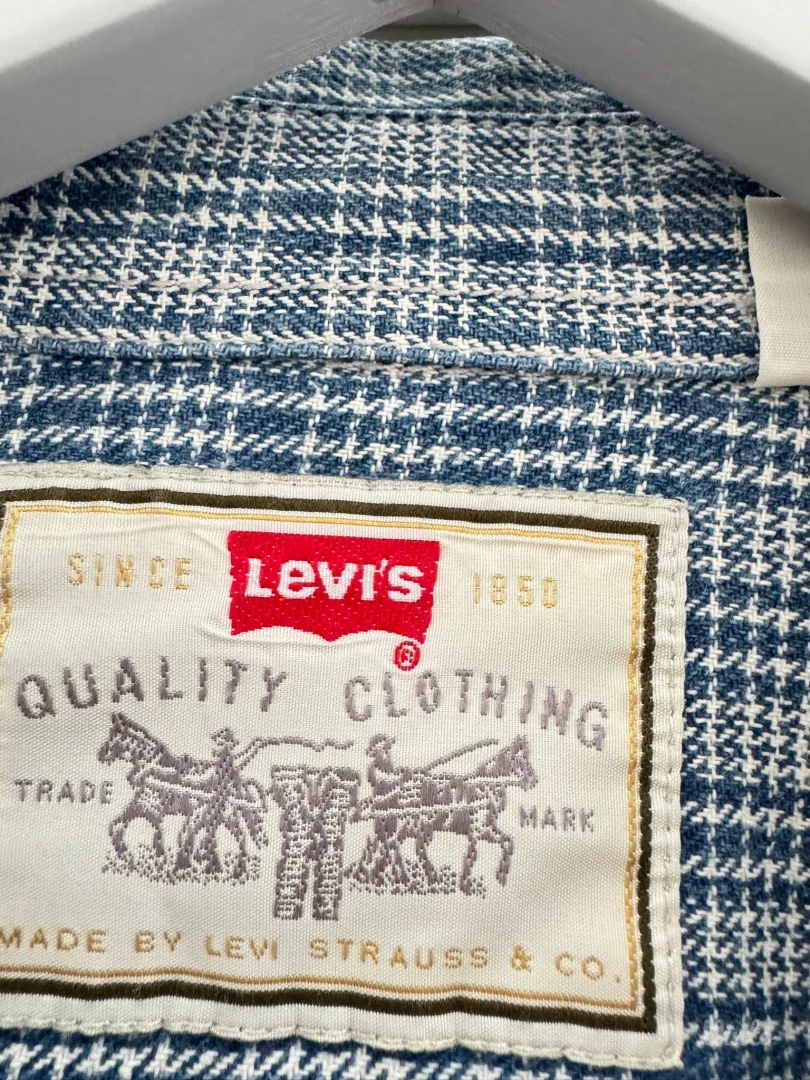 SINCE LEVI'S 1850
®
QUALITY CLOTHING
TRADE MARK
MADE BY LEVI STRAUSS & CO.